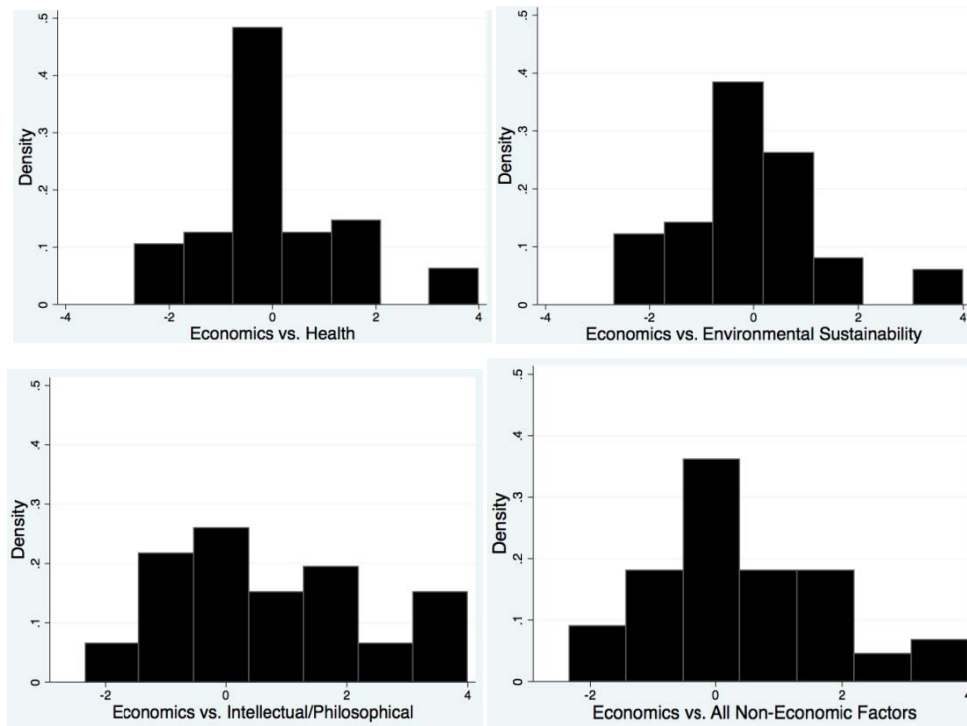 .5
.4
.3
.2
.1
0
Density
-4 -2 0 2 4
Economics vs. Health
.5
.4
.3
.2
.1
0
Density
-4 -2 0 2 4
Economics vs. Environmental Sustainability
.5
.4
.3
.2
.1
0
Density
-2 0 2 4
Economics vs. Intellectual/Philosophical
.5
.4
.3
.2
.1
0
Density
-2 0 2 4
Economics vs. All Non-Economic Factors